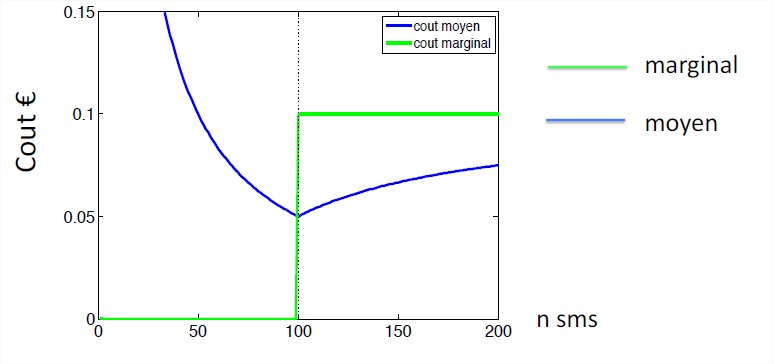 0.15
cout moyen
cout marginal
marginal
moyen
Cout €
0.1
0.05
0
0
50
100
150
200
n sms